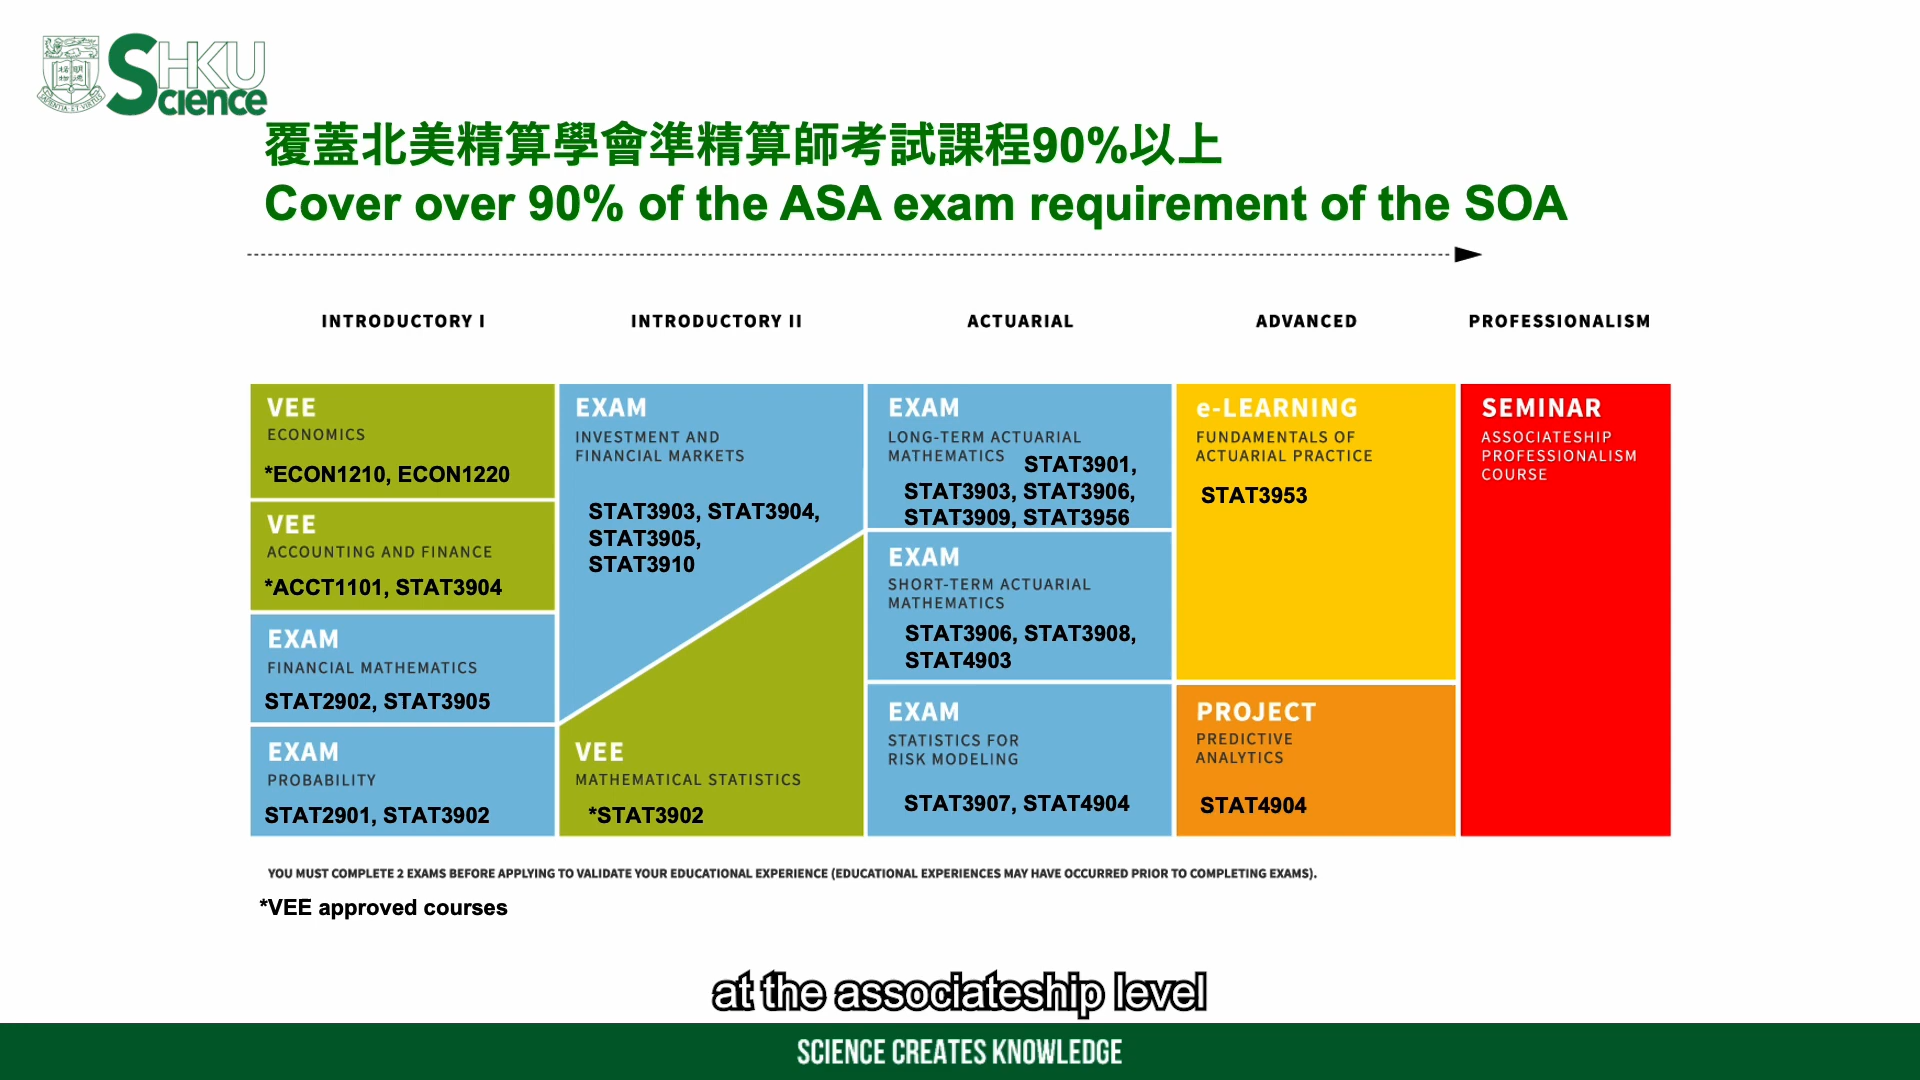 SHKU
Science
SAPIENTIA ET VIRTUS
覆蓋北美精算學會準精算師考試課程90%以上
Cover over 90% of the ASA exam requirement of the SOA
INTRODUCTORY I
INTRODUCTORY II
ACTUARIAL
ADVANCED
PROFESSIONALISM
VEE
ECONOMICS
*ECON1210, ECON1220
VEE
ACCOUNTING AND FINANCE
*ACCT1101, STAT3904
EXAM
FINANCIAL MATHEMATICS
STAT2902, STAT3905
EXAM
PROBABILITY
STAT2901, STAT3902
EXAM
INVESTMENT AND
FINANCIAL MARKETS
STAT3903, STAT3904,
STAT3905,
STAT3910
VEE
MATHEMATICAL STATISTICS
*STAT3902
EXAM
LONG-TERM ACTUARIAL
MATHEMATICS STAT3901,
STAT3903, STAT3906,
STAT3909, STAT3956
EXAM
SHORT-TERM ACTUARIAL
MATHEMATICS
STAT3906, STAT3908,
STAT4903
EXAM
STATISTICS FOR
RISK MODELING
STAT3907, STAT4904
e-LEARNING
FUNDAMENTALS OF
ACTUARIAL PRACTICE
STAT3953
PROJECT
PREDICTIVE
ANALYTICS
STAT4904
SEMINAR
ASSOCIATESHIP
PROFESSIONALISM
COURSE
YOU MUST COMPLETE 2 EXAMS BEFORE APPLYING TO VALIDATE YOUR EDUCATIONAL EXPERIENCE (EDUCATIONAL EXPERIENCES MAY HAVE OCCURRED PRIOR TO COMPLETING EXAMS).
*VEE approved courses
at the associateship level
SCIENCE CREATES KNOWLEDGE